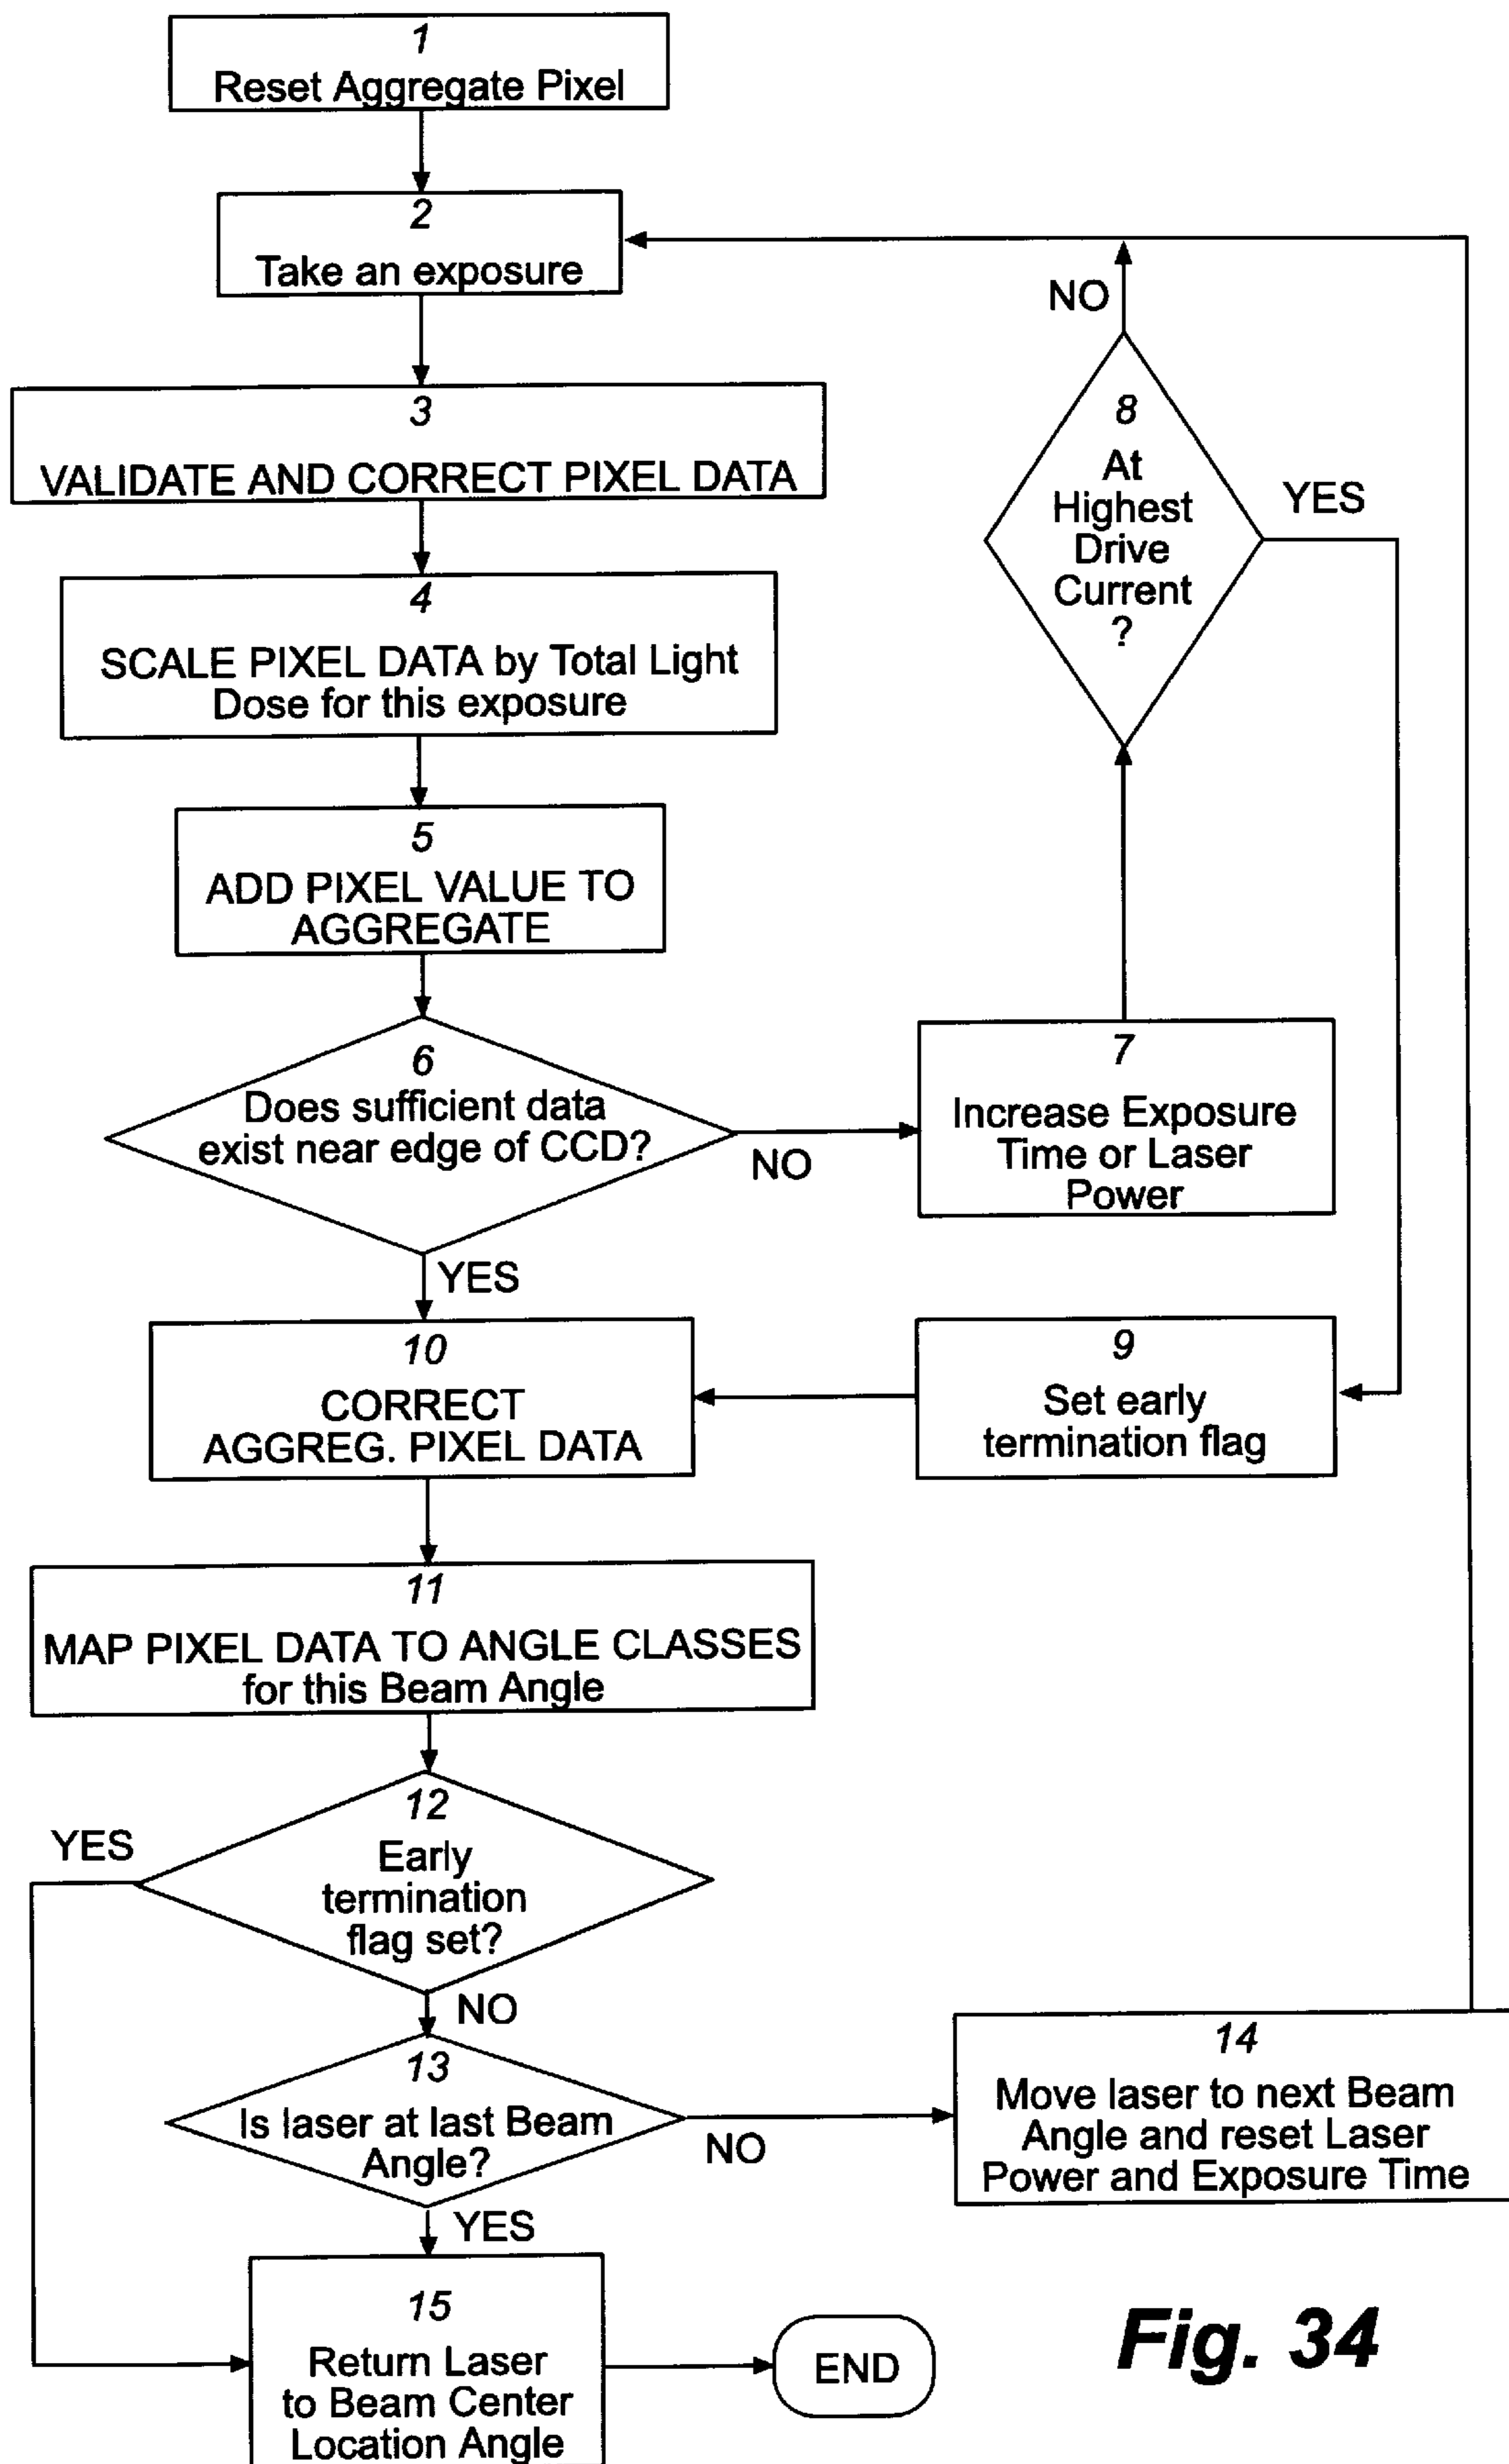 1
Reset Aggregate Pixel
2
Take an exposure
3
VALIDATE AND CORRECT PIXEL DATA
4
SCALE PIXEL DATA by Total Light
Dose for this exposure
5
ADD PIXEL VALUE TO
AGGREGATE
6
Does sufficient data
exist near edge of CCD?
NO
YES
7
Increase Exposure
Time or Laser
Power
8
At
Highest
Drive
Current
?
NO
YES
9
Set early
termination flag
10
CORRECT
AGGREG. PIXEL DATA
11
MAP PIXEL DATA TO ANGLE CLASSES
for this Beam Angle
12
Early
termination
flag set?
YES
NO
13
Is laser at last Beam
Angle?
NO
YES
14
Move laser to next Beam
Angle and reset Laser
Power and Exposure Time
15
Return Laser
to Beam Center
Location Angle
END
Fig. 34